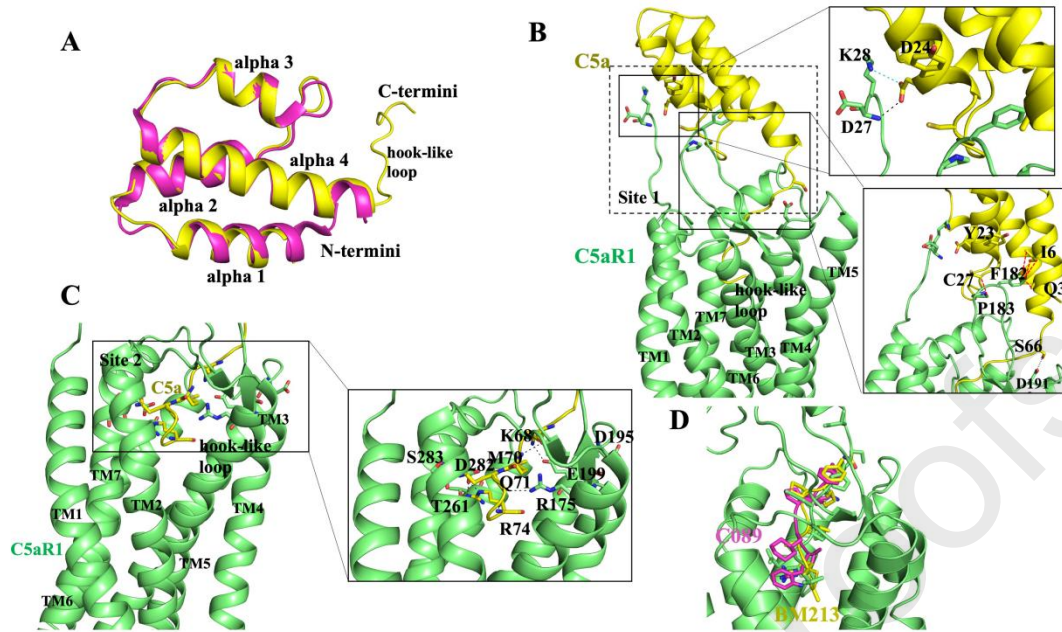 A
alpha 3
C-termini
hook-like
loop
alpha 4
alpha 2
N-termini
alpha 1
B
C5a
Site 1
C5aR1
hook-like
loop
TM1
TM2
TM7
TM3
TM6
TM4
TM5
K28
D24
D27
Y23
I6
C27
F182
Q3
P183
S66
D191
C
Site 2
C5a
TM3
hook-like
loop
TM7
TM1
TM2
TM4
C5aR1
TM5
TM6
K68
D195
S283
M70
D282
E199
Q71
T261
R175
R74
D
C089
BM213